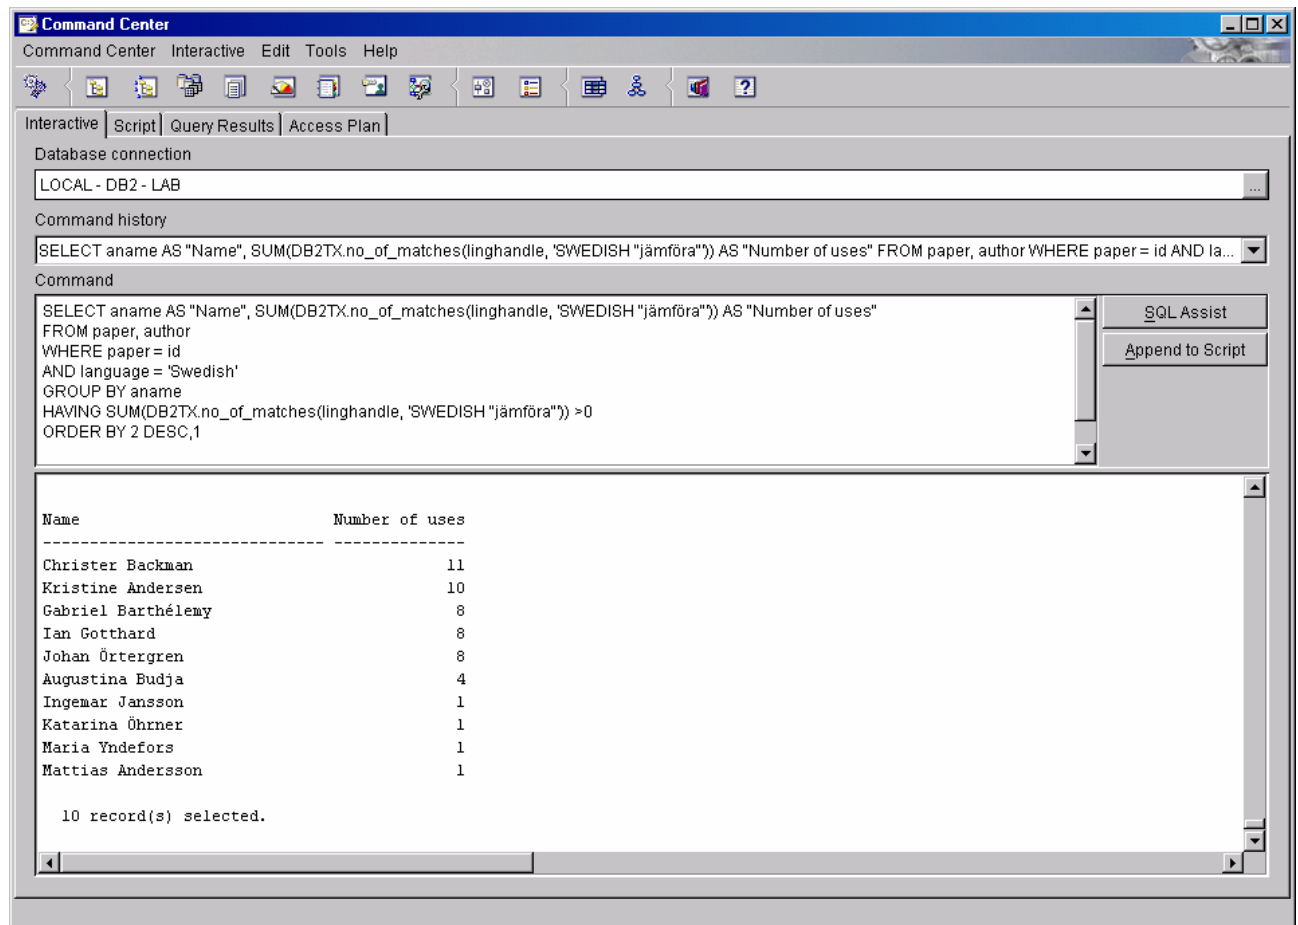 Command Center
Command Center Interactive Edit Tools Help
Interactive Script Query Results Access Plan
Database connection
LOCAL - DB2 - LAB
...
Command history
SELECT aname AS "Name", SUM(DB2TX.no_of_matches(linghandle, 'SWEDISH "jämföra"')) AS "Number of uses" FROM paper, author WHERE paper = id AND la...
Command
SELECT aname AS "Name", SUM(DB2TX.no_of_matches(linghandle, 'SWEDISH "jämföra"')) AS "Number of uses"
FROM paper, author
WHERE paper = id
AND language = 'Swedish'
GROUP BY aname
HAVING SUM(DB2TX.no_of_matches(linghandle, 'SWEDISH "jämföra"')) >0
ORDER BY 2 DESC,1
SQL Assist
Append to Script
Name Number of uses
------------------------------ --------------
Christer Backman 11
Kristine Andersen 10
Gabriel Barthélemy 8
Ian Gotthard 8
Johan Örtergren 8
Augustina Budja 4
Ingemar Jansson 1
Katarina Öhrner 1
Maria Yndefors 1
Mattias Andersson 1
10 record(s) selected.